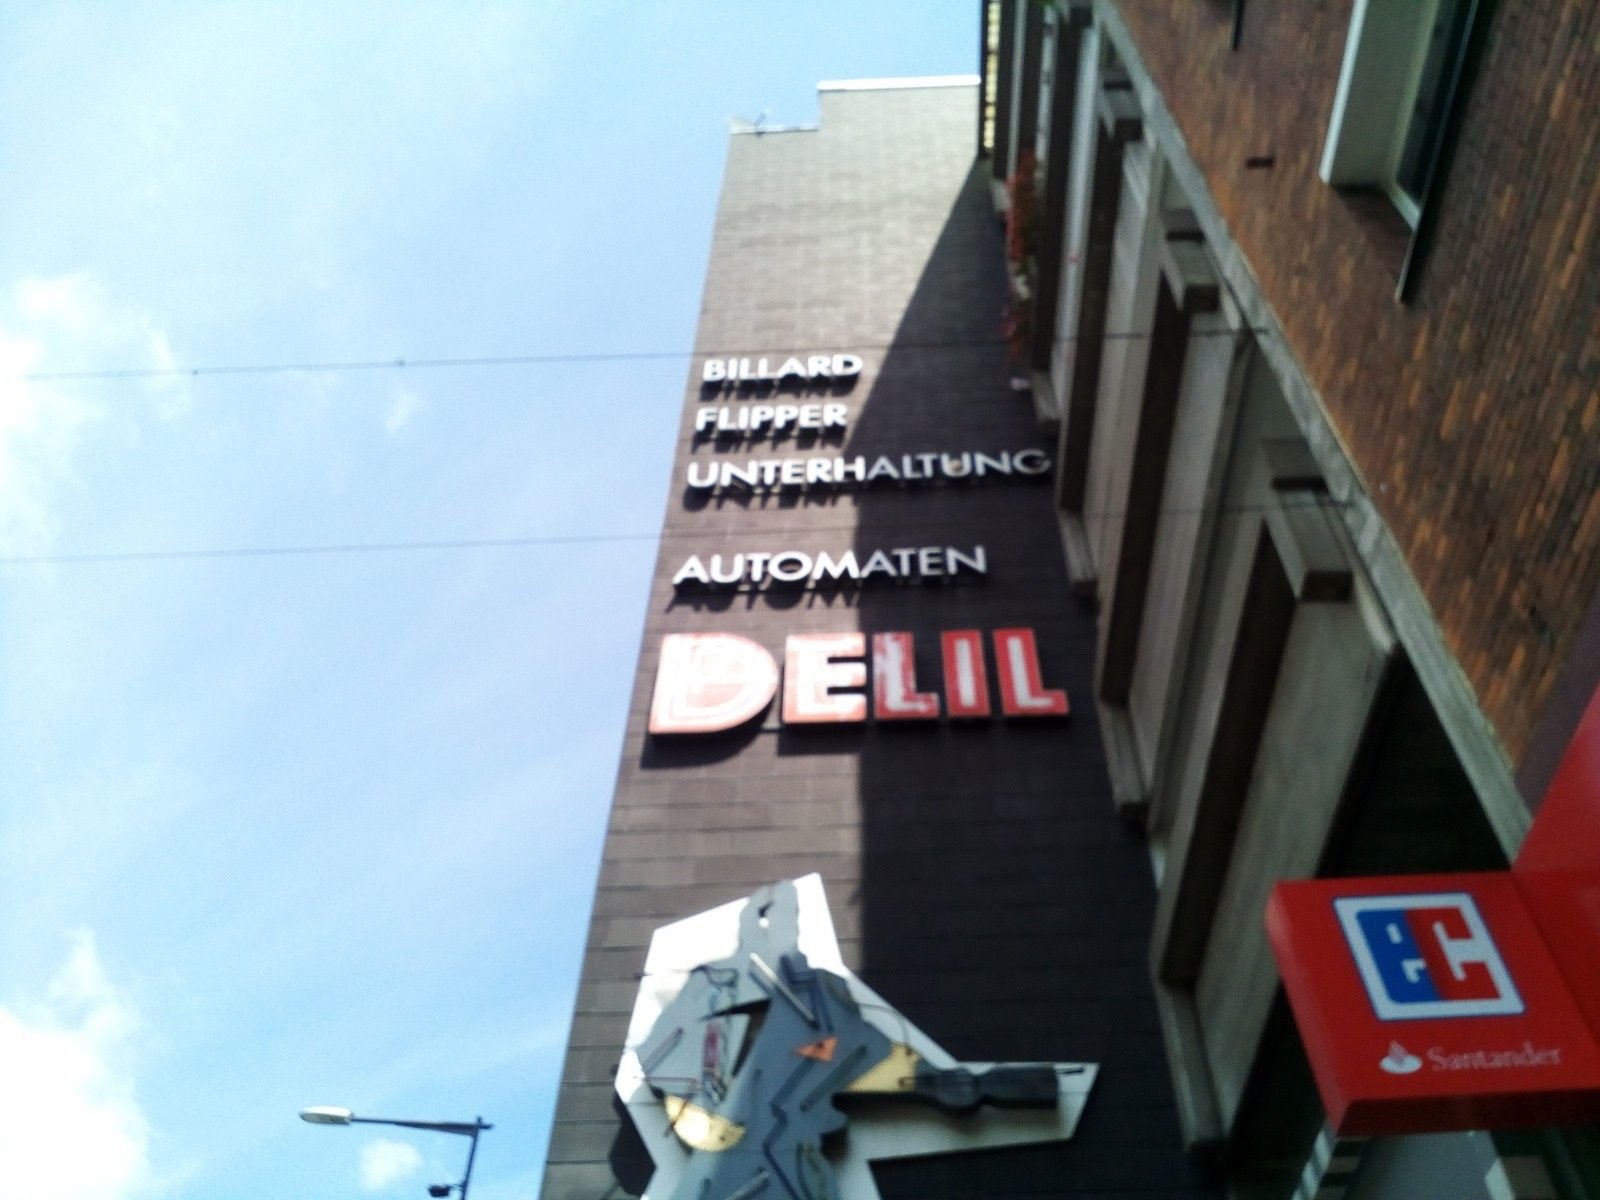 BILLARD
FLIPPER
UNTERHALTUNG
AUTOMATEN
DELIL
ec
Santander